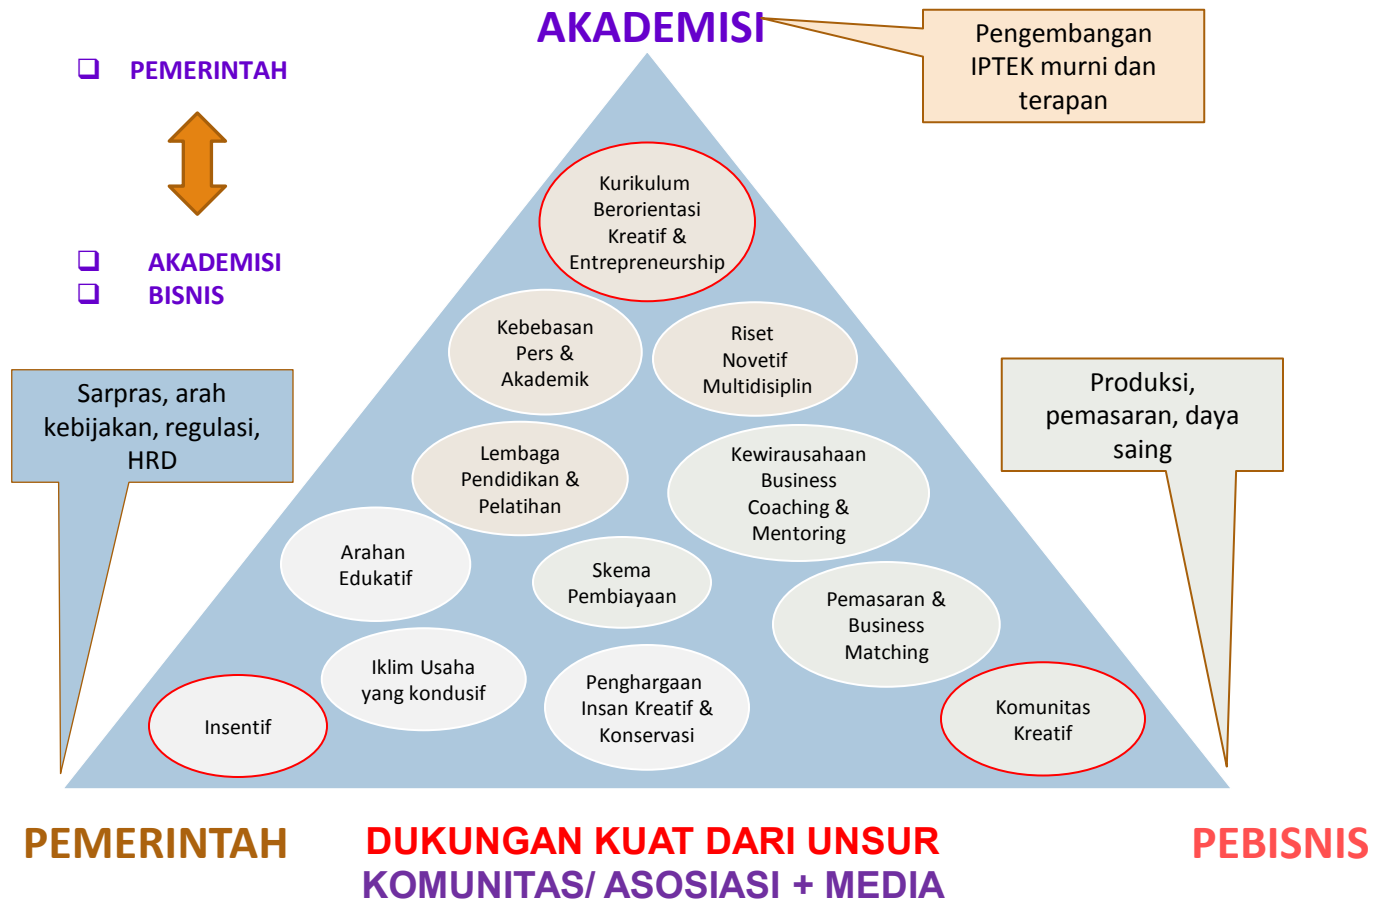 AKADEMISI
Pengembangan
IPTEK murni dan
terapan
PEMERINTAH
AKADEMISI
BISNIS
Kurikulum
Berorientasi
Kreatif &
Entrepreneurship
Kebebasan
Pers &
Akademik
Riset
Novetif
Multidisiplin
Sarpras, arah
kebijakan, regulasi,
HRD
Produksi,
pemasaran, daya
saing
Lembaga
Pendidikan &
Pelatihan
Kewirausahaan
Business
Coaching &
Mentoring
Arahan
Edukatif
Skema
Pembiayaan
Pemasaran &
Business
Matching
Iklim Usaha
yang kondusif
Penghargaan
Insan Kreatif &
Konservasi
Insentif
Komunitas
Kreatif
PEMERINTAH
DUKUNGAN KUAT DARI UNSUR
KOMUNITAS/ ASOSIASI + MEDIA
PEBISNIS